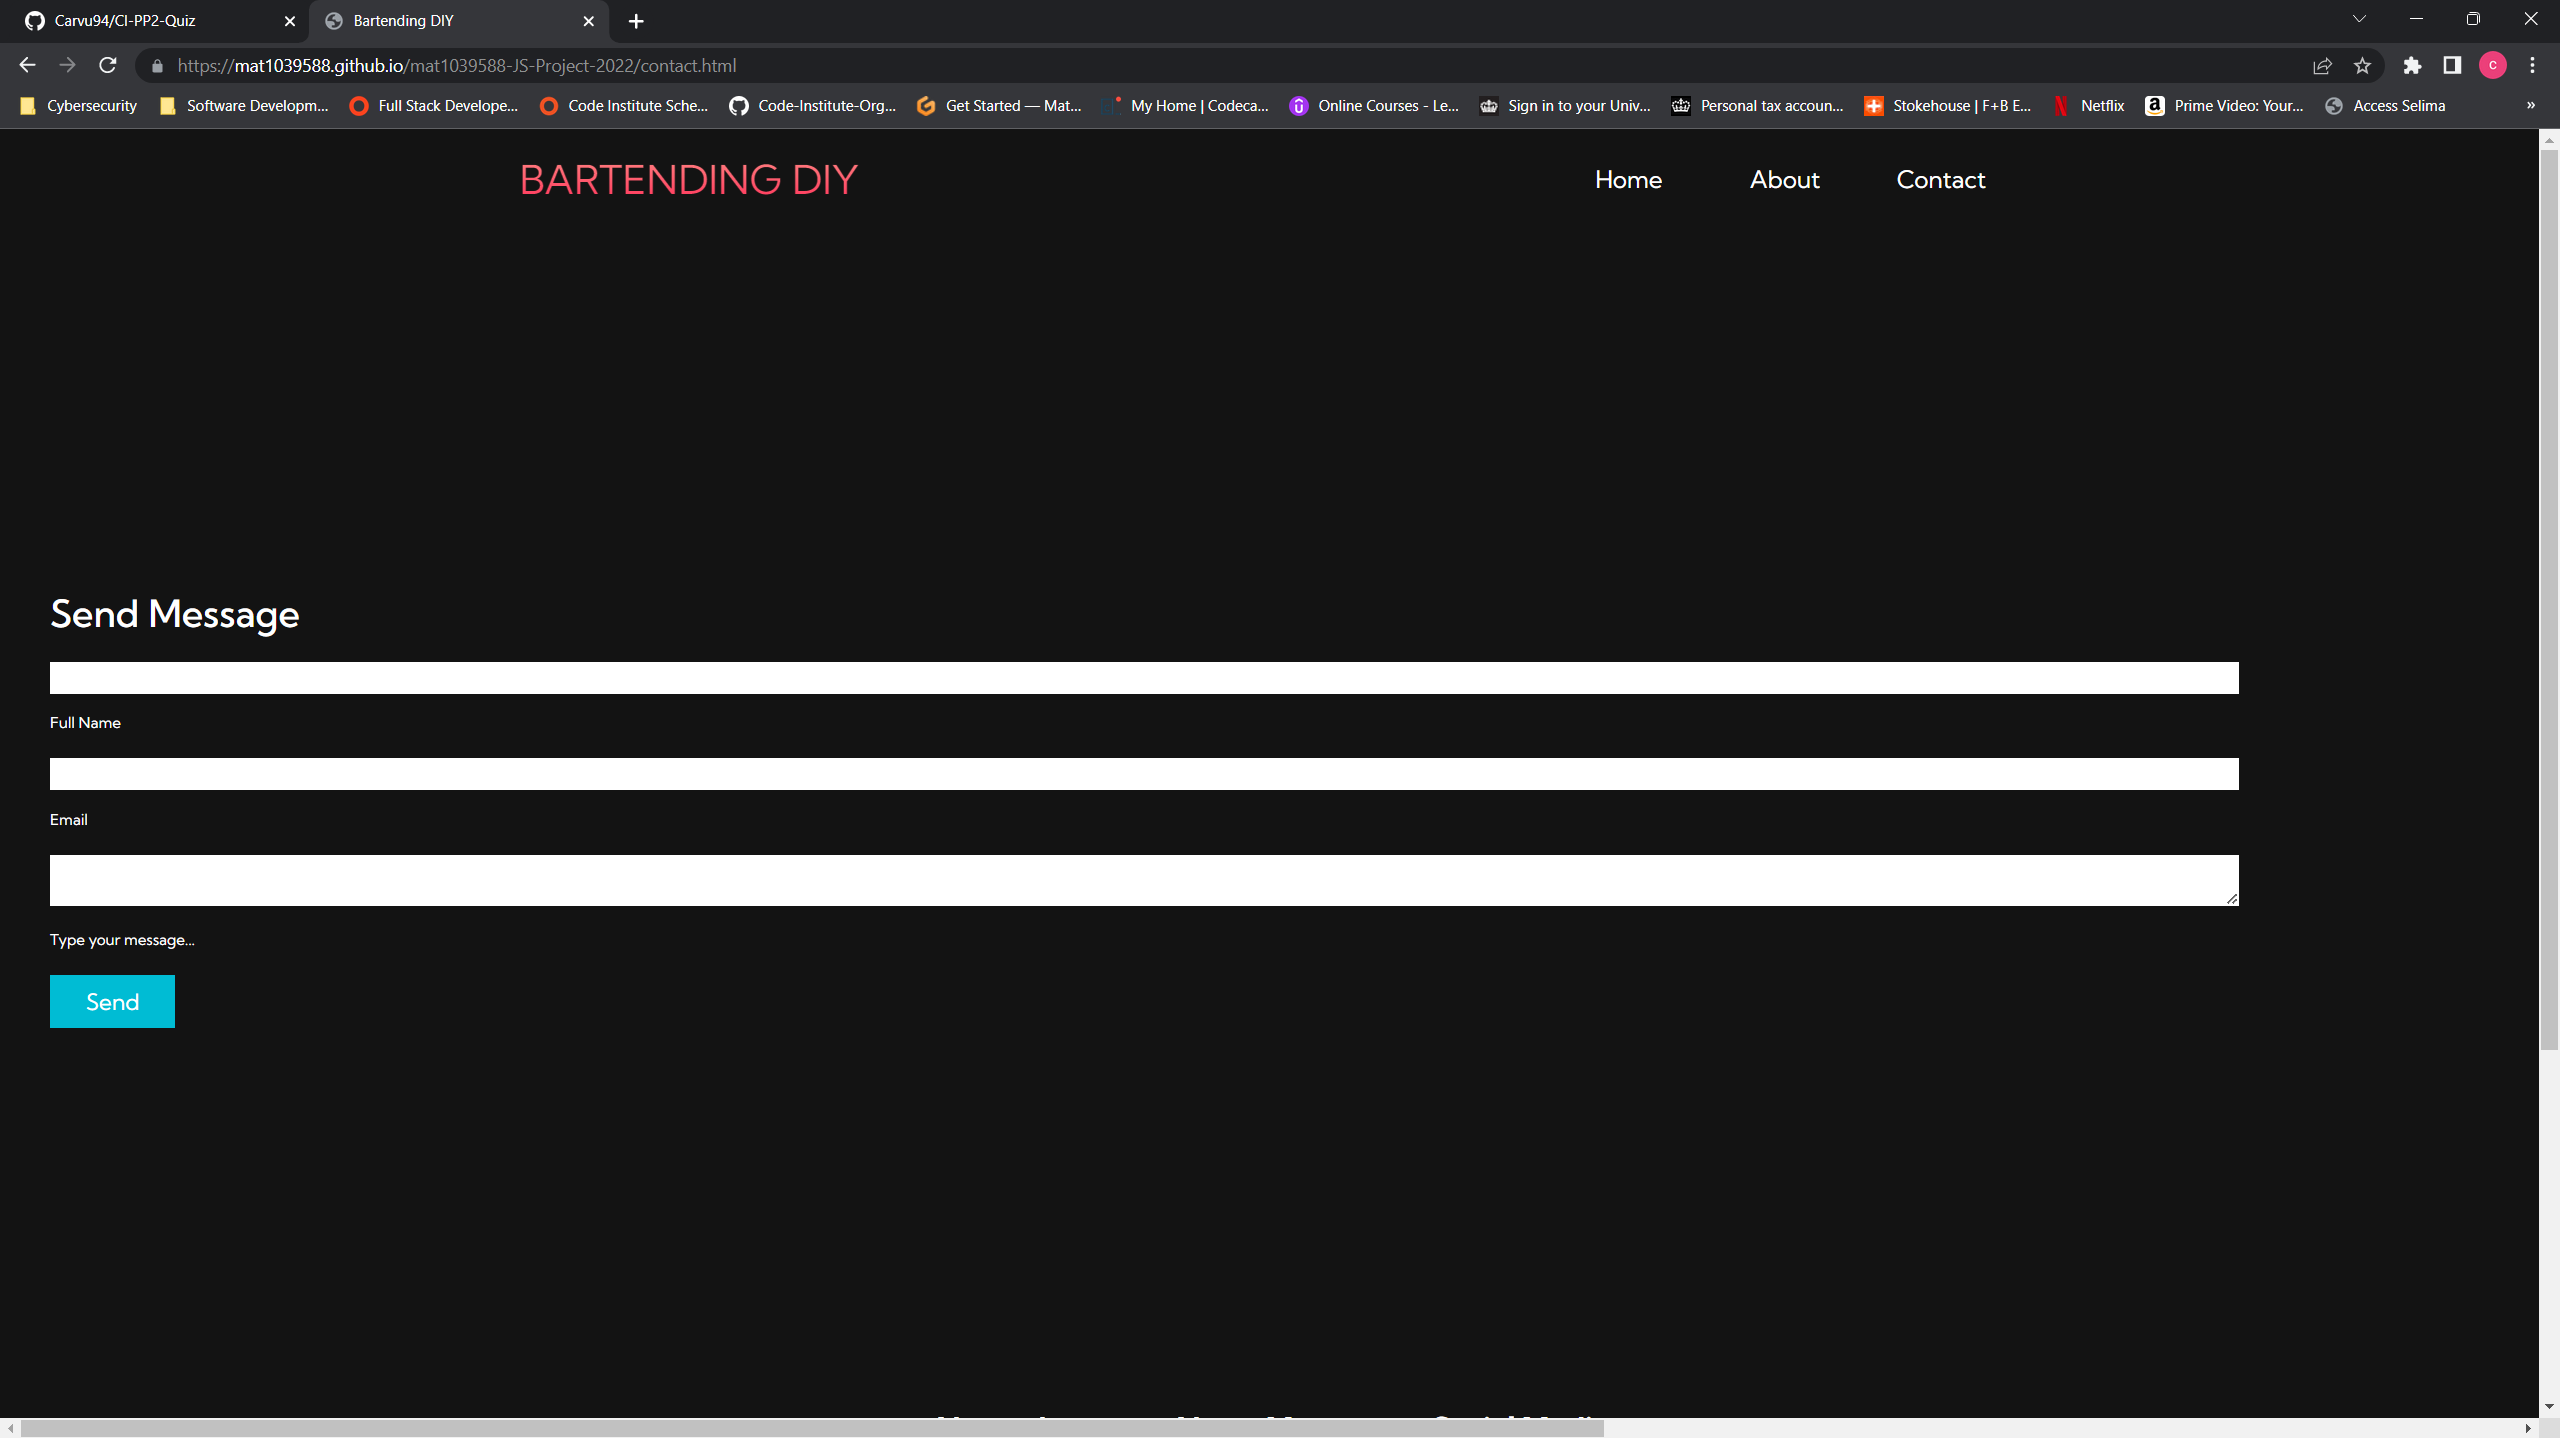 Carvu94/CI-PP2-Quiz
Bartending DIY
https://mat1039588.github.io/mat1039588-JS-Project-2022/contact.html
c
Cybersecurity
Software Developm...
Full Stack Develope...
Code Institute Sche...
Code-Institute-Org...
Get Started — Mat...
My Home | Codeca...
Online Courses - Le...
Sign in to your Univ...
Personal tax accoun...
Stokehouse | F+B E...
Netflix
Prime Video: Your...
Access Selima
»
BARTENDING DIY
Home
About
Contact
Send Message
Full Name
Email
Type your message...
Send